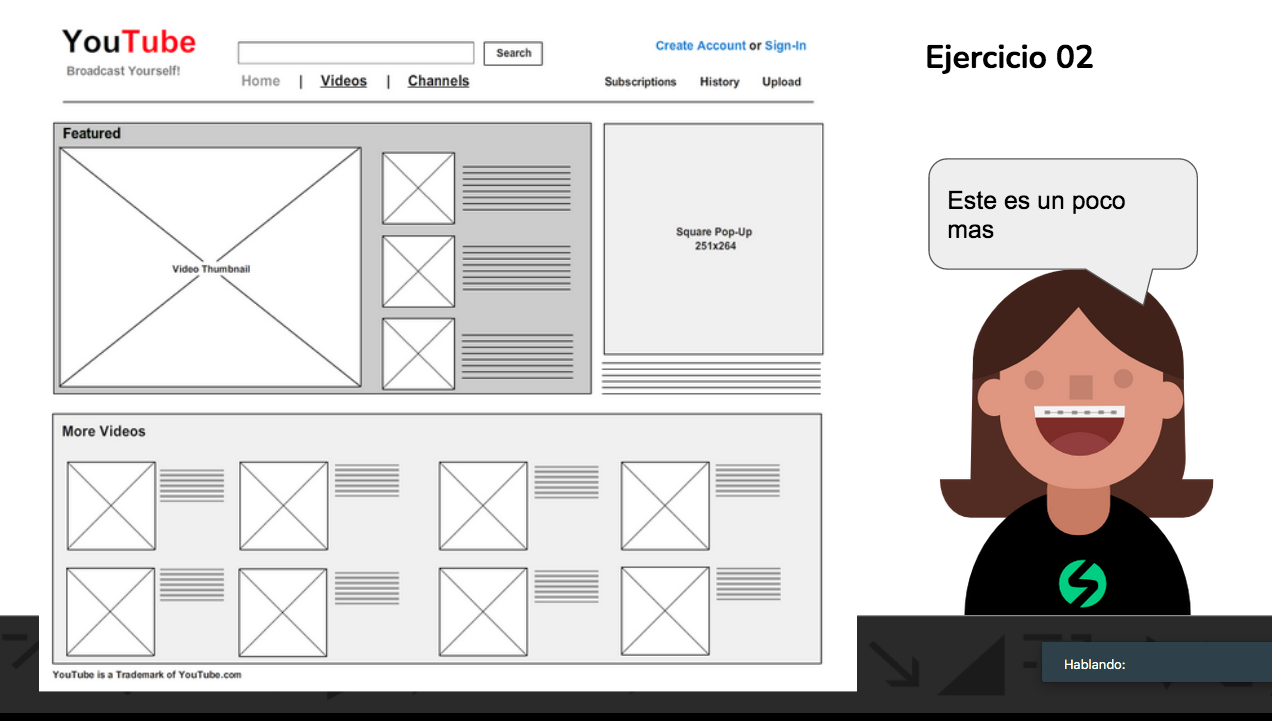 YouTube
Broadcast Yourself!
Search
Create Account or Sign-In
Home | Videos | Channels
Subscriptions History Upload
Featured
Video Thumbnail
Square Pop-Up
251x264
More Videos
YouTube is a Trademark of YouTube.com
Ejercicio 02
Este es un poco
mas
Hablando: